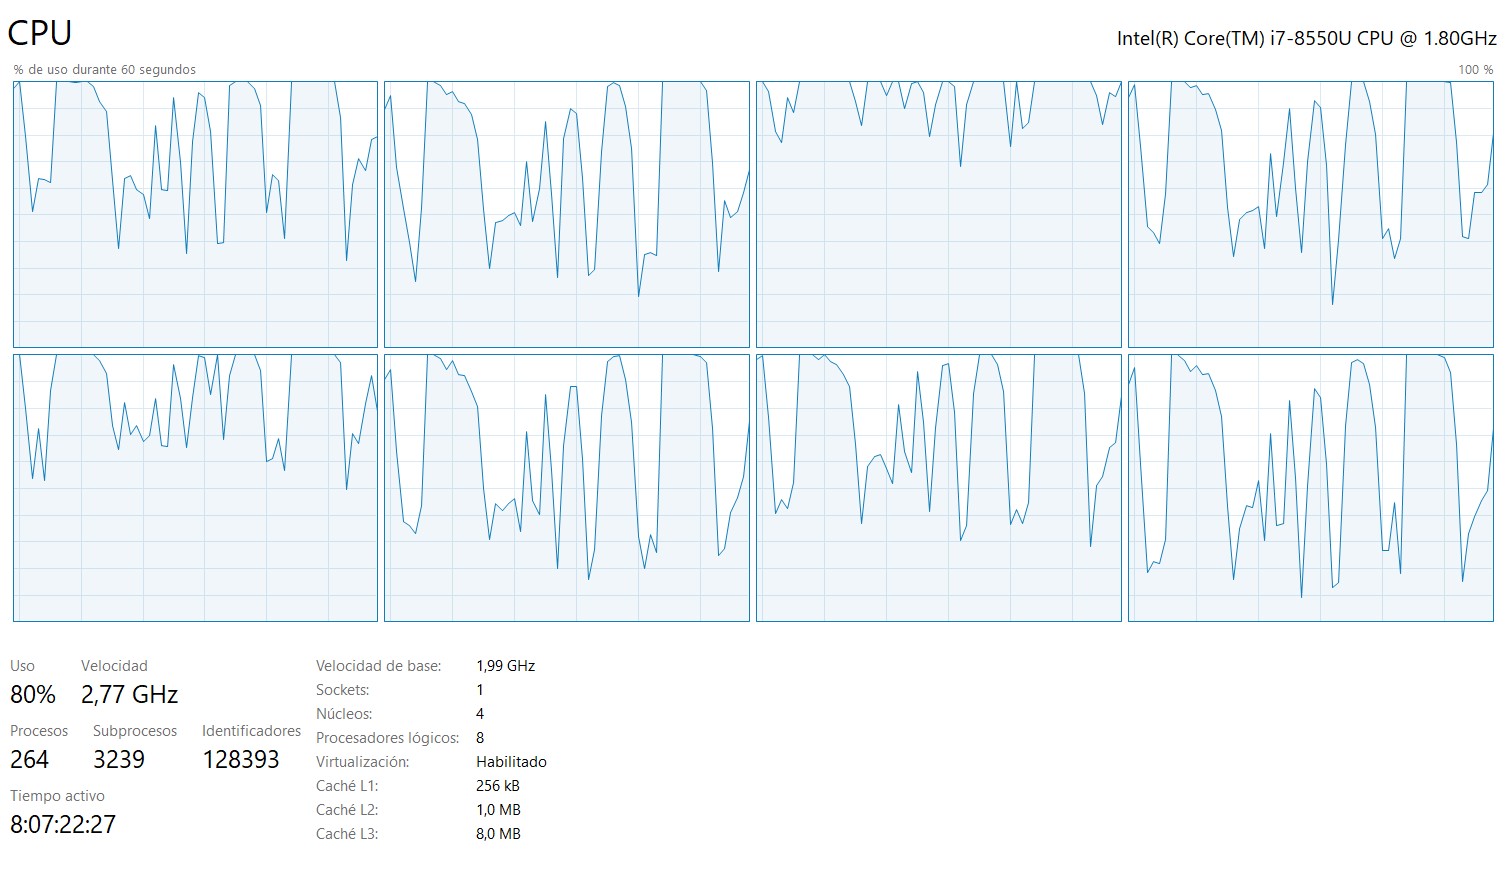 CPU
Intel(R) Core(TM) i7-8550U CPU @ 1.80GHz
% de uso durante 60 segundos
100 %
Uso
Velocidad
80%
2,77 GHz
Procesos
Subprocesos
Identificadores
264
3239
128393
Tiempo activo
8:07:22:27
Velocidad de base: 1,99 GHz
Sockets: 1
Núcleos: 4
Procesadores lógicos: 8
Virtualización: Habilitado
Caché L1: 256 kB
Caché L2: 1,0 MB
Caché L3: 8,0 MB